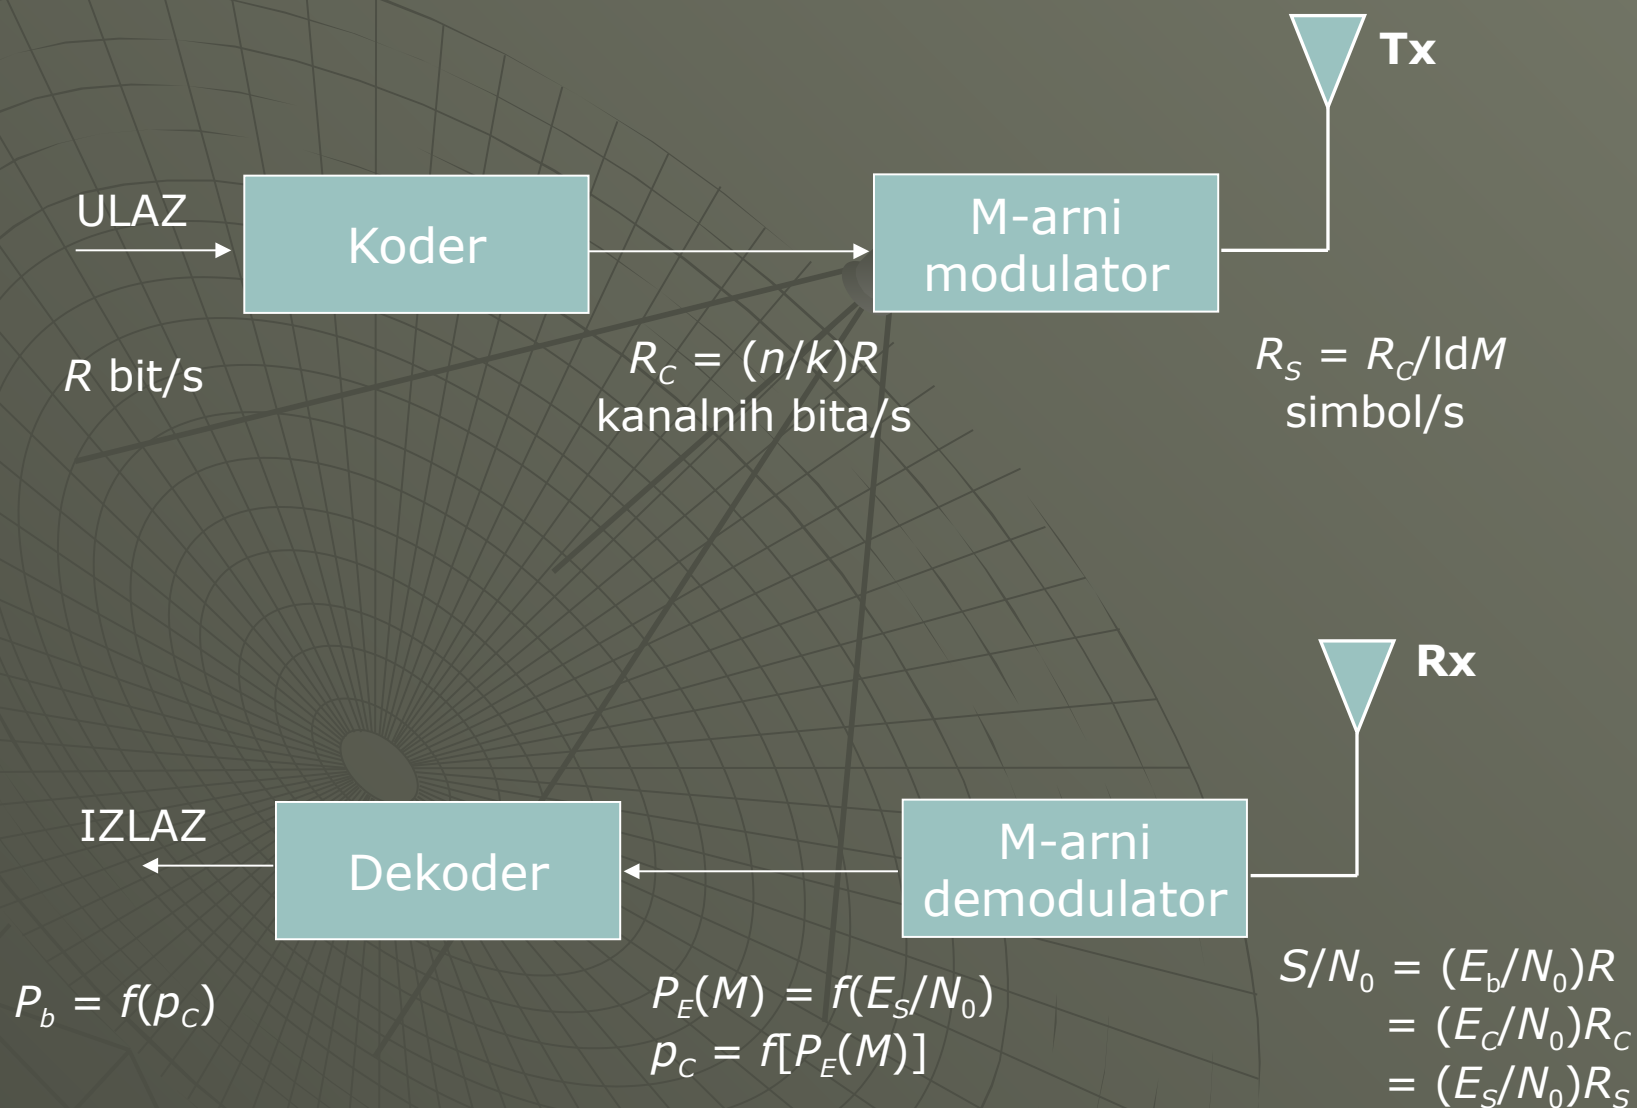 Tx
ULAZ
Koder
M-arni
modulator
R bit/s
R_C = (n/k)R
kanalnih bita/s
R_S = R_C/ldM
simbol/s
Rx
IZLAZ
Dekoder
M-arni
demodulator
P_b = f(p_C)
P_E(M) = f(E_S/N_0)
p_C = f[P_E(M)]
S/N_0 = (E_b/N_0)R
= (E_C/N_0)R_C
= (E_S/N_0)R_S